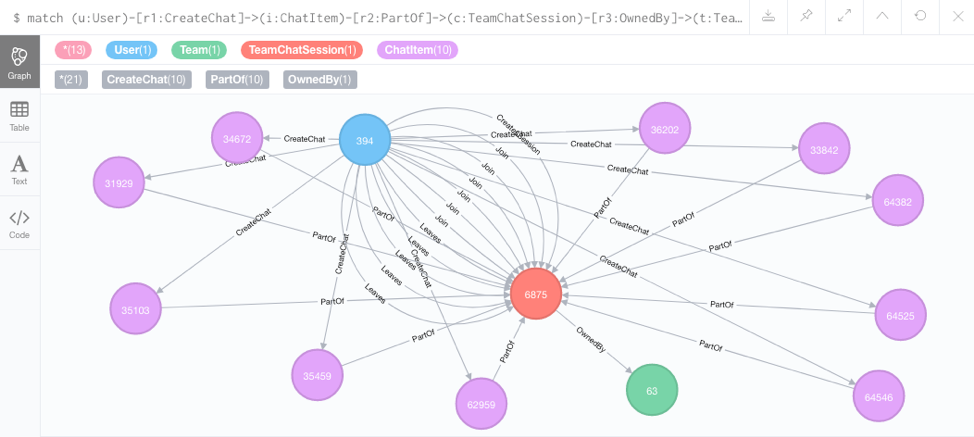 $ match (u:User)-[r1:CreateChat]->(i:ChatItem)-[r2:PartOf]->(c:TeamChatSession)-[r3:OwnedBy]->(t:Tea…
*(13) User(1) Team(1) TeamChatSession(1) ChatItem(10)
*(21) CreateChat(10) PartOf(10) OwnedBy(1)
Graph
Table
A
Text
</>
Code
34672
CreateChat
394
CreateChatSession
CreateChat
36202
CreateChat
33842
CreateChat
31929
CreateChat
64382
Join
Join
Join
Join
Join
PartOf
PartOf
PartOf
CreateChat
CreateChat
PartOf
PartOf
Leaves
Leaves
Leaves
Leaves
Leaves
CreateChat
CreateChat
CreateChat
6875
35103
PartOf
PartOf
64525
OwnedBy
PartOf
PartOf
PartOf
35459
62959
63
64546